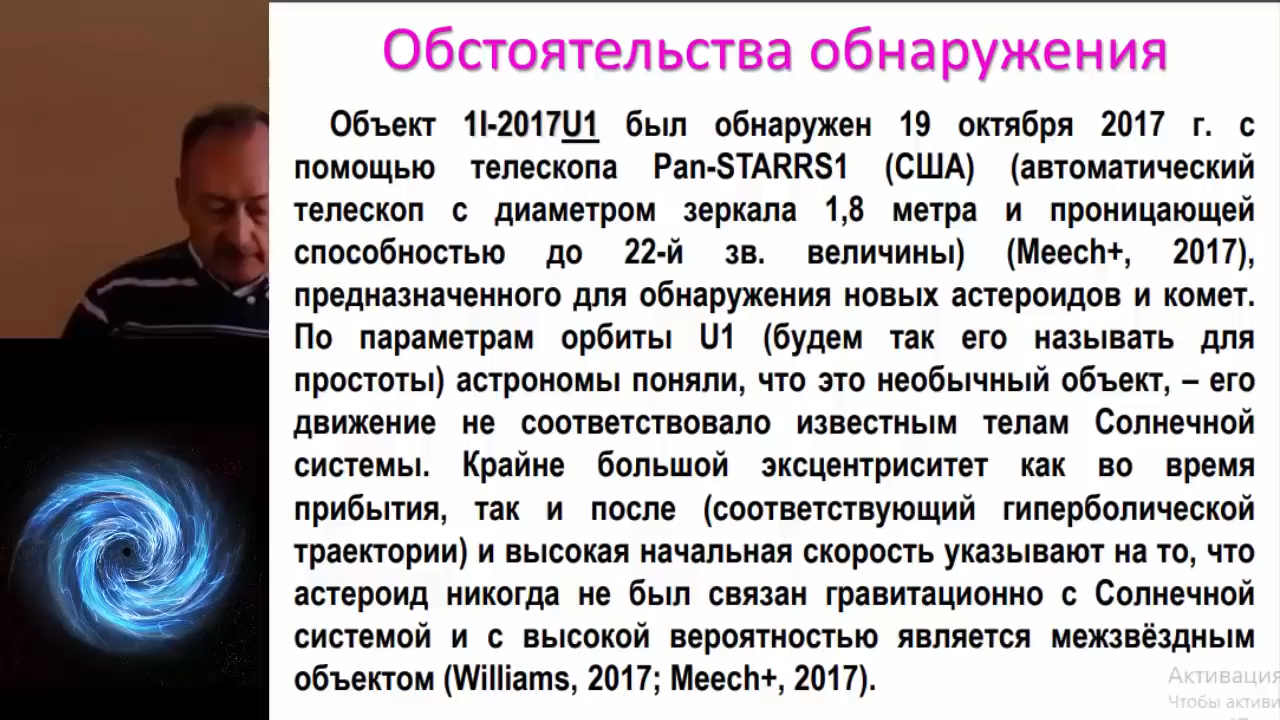 Обстоятельства обнаружения
Объект 1I-2017U1 был обнаружен 19 октября 2017 г. с
помощью телескопа Pan-STARRS1 (США) (автоматический
телескоп с диаметром зеркала 1,8 метра и проницающей
способностью до 22-й зв. величины) (Meech+, 2017),
предназначенного для обнаружения новых астероидов и комет.
По параметрам орбиты U1 (будем так его называть для
простоты) астрономы поняли, что это необычный объект, – его
движение не соответствовало известным телам Солнечной
системы. Крайне большой эксцентриситет как во время
прибытия, так и после (соответствующий гиперболической
траектории) и высокая начальная скорость указывают на то, что
астероид никогда не был связан гравитационно с Солнечной
системой и с высокой вероятностью является межзвёздным
объектом (Williams, 2017; Meech+, 2017).
Активация
Чтобы активи